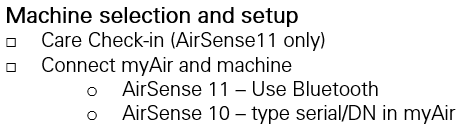 Machine selection and setup
□ Care Check-in (AirSense11 only)
□ Connect myAir and machine
o AirSense 11 – Use Bluetooth
o AirSense 10 – type serial/DN in myAir